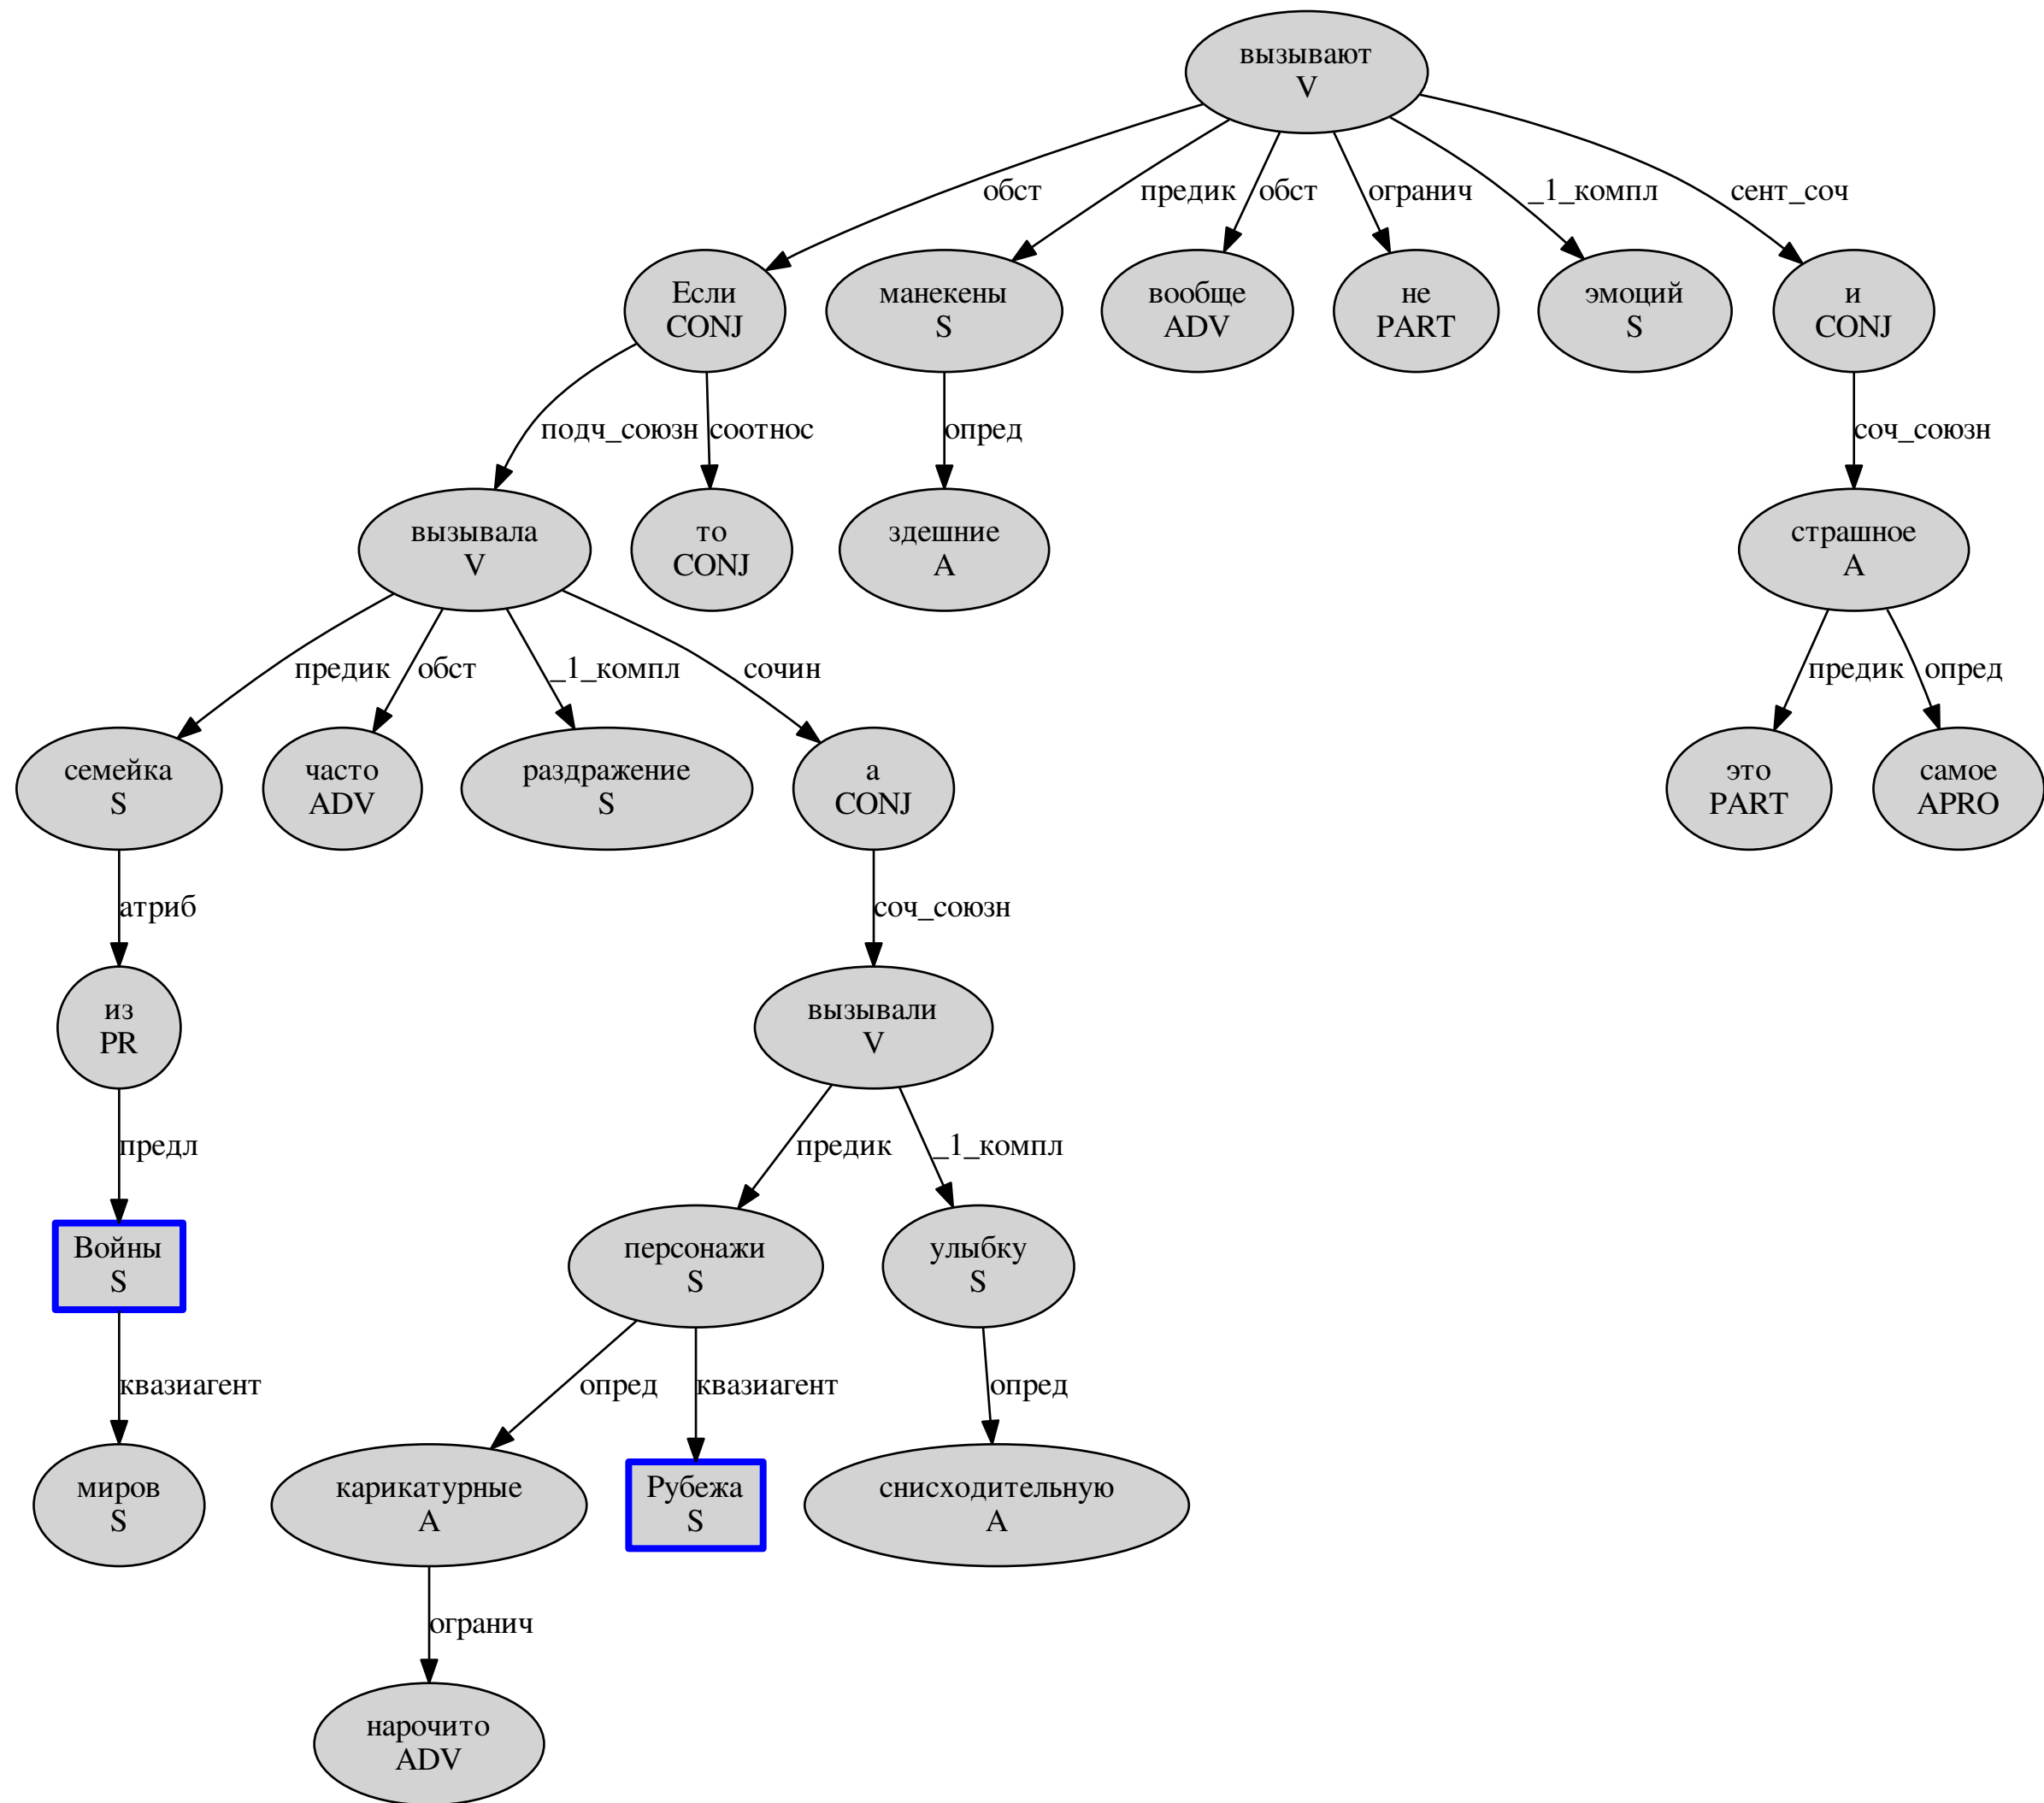 вызывают
V
обст
предик
обст
огранич
_1_компл
сент_соч
Если
CONJ
манекены
S
вообще
ADV
не
PART
эмоций
S
и
CONJ
подч_союзн
соотнос
опред
соч_союзн
вызывала
V
то
CONJ
здешние
A
страшное
A
предик
обст
_1_компл
сочин
предик
опред
семейка
S
часто
ADV
раздражение
S
а
CONJ
это
PART
самое
APRO
атриб
соч_союзн
из
PR
вызывали
V
предл
предик
_1_компл
Войны
S
персонажи
S
улыбку
S
квазиагент
опред
квазиагент
опред
миров
S
карикатурные
A
Рубежа
S
снисходительную
A
огранич
нарочито
ADV